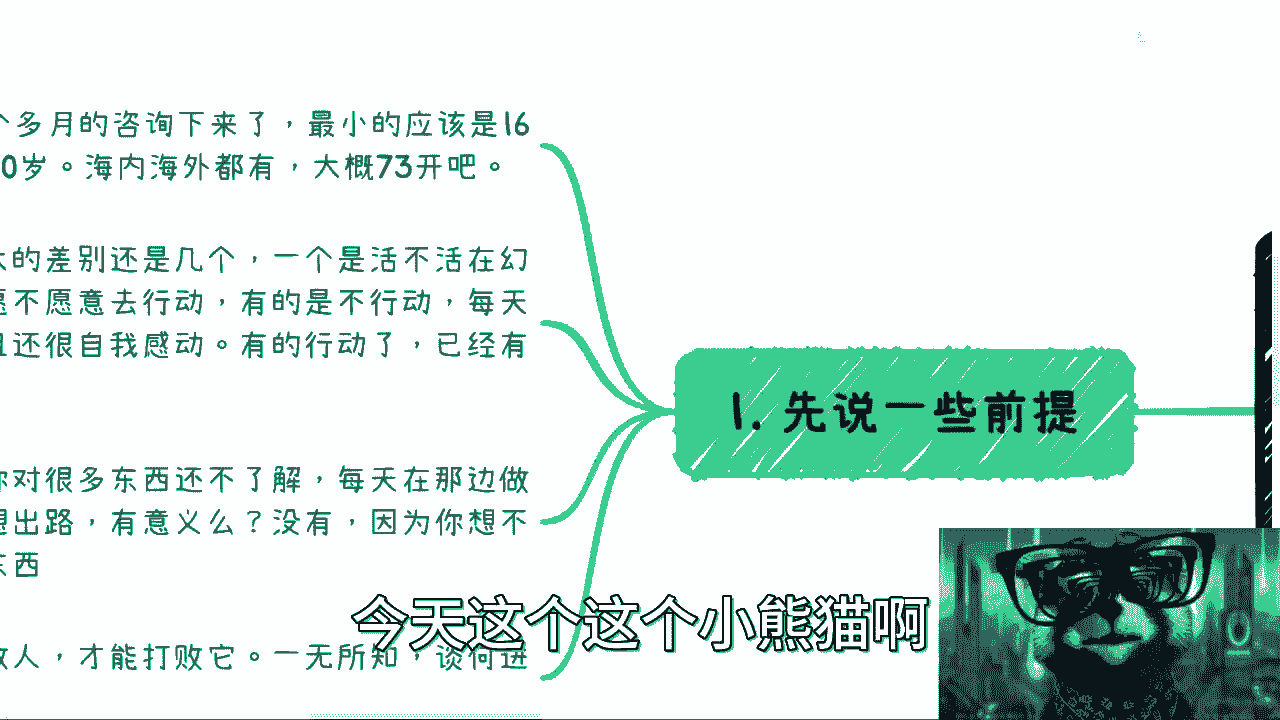 个多月的咨询下来了，最小的应该是16
0岁。海内海外都有，大概73开吧。
大的差别还是几个，一个是活不活在幻
愿不愿意去行动，有的是不行动，每天
且还很自我感动。有的行动了，已经有
1. 先说一些前提
你对很多东西还不了解，每天在那边做
想出路，有意义么？没有，因为你想不
东西
今天这个这个小熊猫啊
敌人，才能打败它。一无所知，谈何进